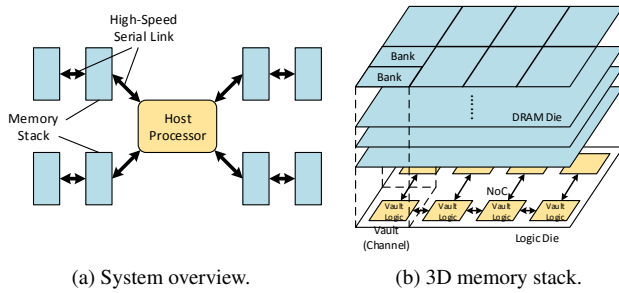 High-Speed
Serial Link
Memory
Stack
Host
Processor
(a) System overview.
Bank
Bank
DRAM Die
NoC
Vault
Logic
Vault
Logic
Vault
Logic
Vault
Logic
Vault
(Channel)
Logic Die
(b) 3D memory stack.